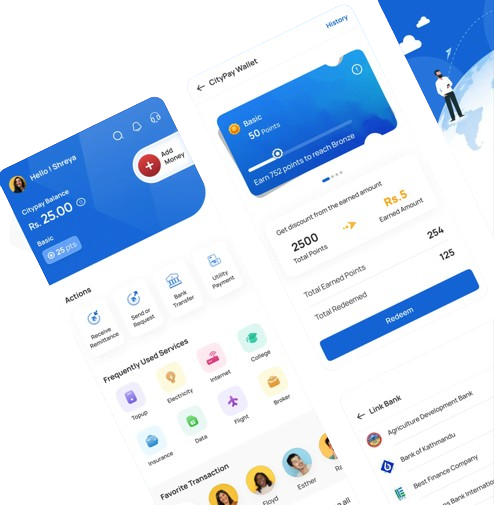 Hello ! Shreya
Citypay Balance
Rs.25.00
Basic
25 pts
Add
Money
Actions
Receive
Remittance
Send or
Request
Bank
Transfer
Utility
Payment
Frequently Used Services
Topup
Electricity
Internet
College
Insurance
Data
Flight
Broker
Favorite Transaction
Floyd
Esther
History
CityPay Wallet
Basic
50 Points
Earn 752 points to reach Bronze
Get discount from the earned amount
2500
Total Points
Rs.5
Earned Amount
Total Earned Points 254
Total Redeemed 125
Redeem
Link Bank
Agriculture Development Bank
Bank of Kathmandu
Best Finance Company
Bank Internation